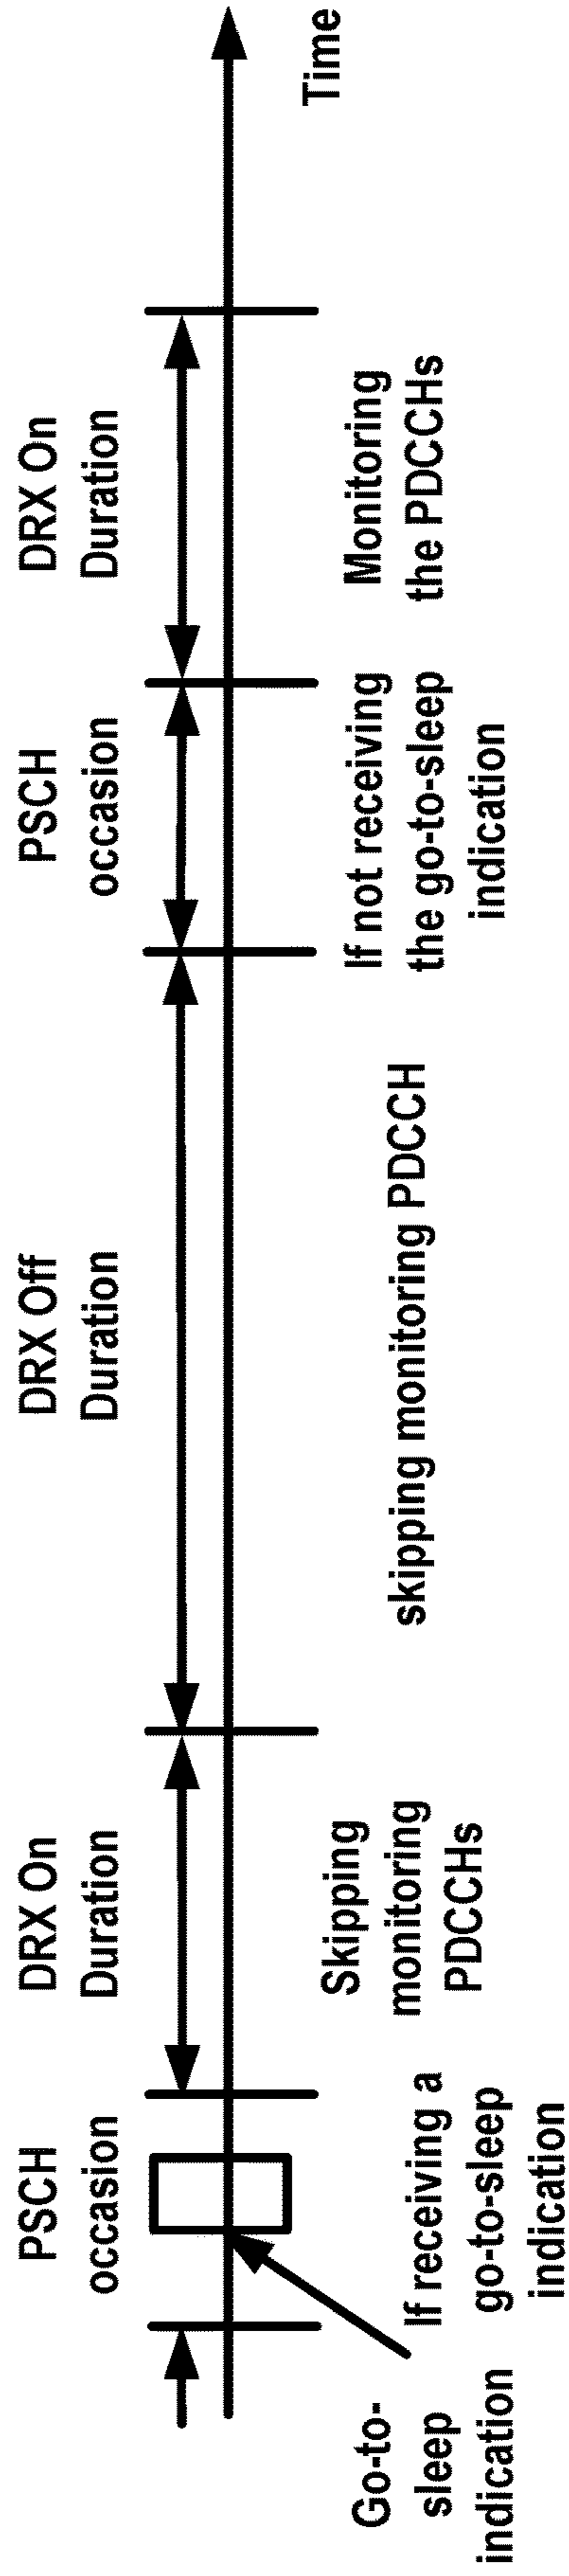 PSCH
occasion
DRX On
Duration
DRX Off
Duration
PSCH
occasion
DRX On
Duration
Time
Go-to-
sleep
indication
If receiving a
go-to-sleep
indication
Skipping
monitoring
PDCCHs
skipping monitoring PDCCH
If not receiving
the go-to-sleep
indication
Monitoring
the PDCCHs